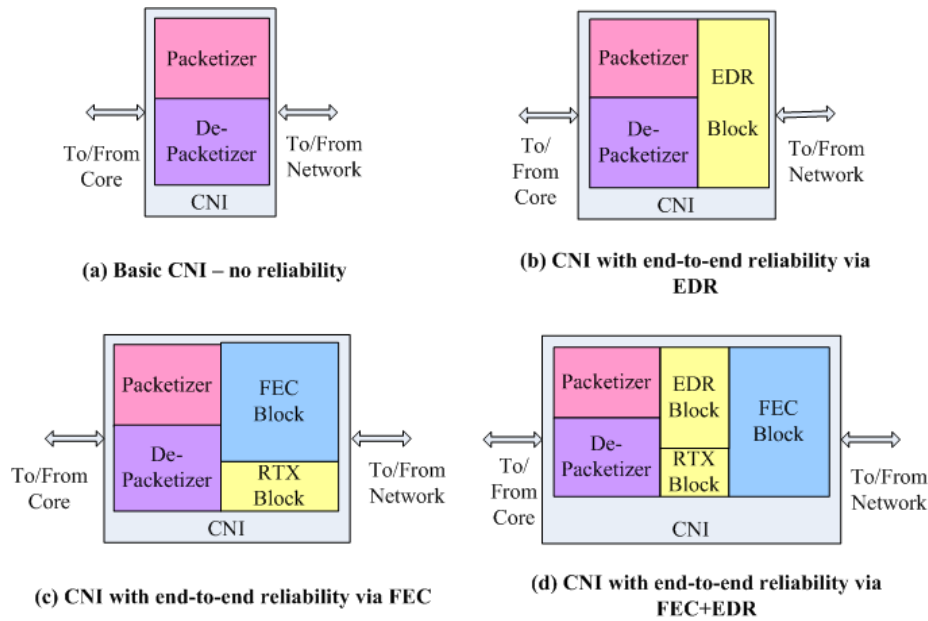 Packetizer
De-
Packetizer
To/From
Core
To/From
Network
CNI
(a) Basic CNI – no reliability
Packetizer
De-
Packetizer
EDR
Block
To/
From
Core
To/From
Network
CNI
(b) CNI with end-to-end reliability via
EDR
Packetizer
De-
Packetizer
FEC
Block
RTX
Block
To/From
Core
To/From
Network
CNI
(c) CNI with end-to-end reliability via FEC
Packetizer
De-
Packetizer
EDR
Block
RTX
Block
FEC
Block
To/
From
Core
To/From
Network
CNI
(d) CNI with end-to-end reliability via
FEC+EDR